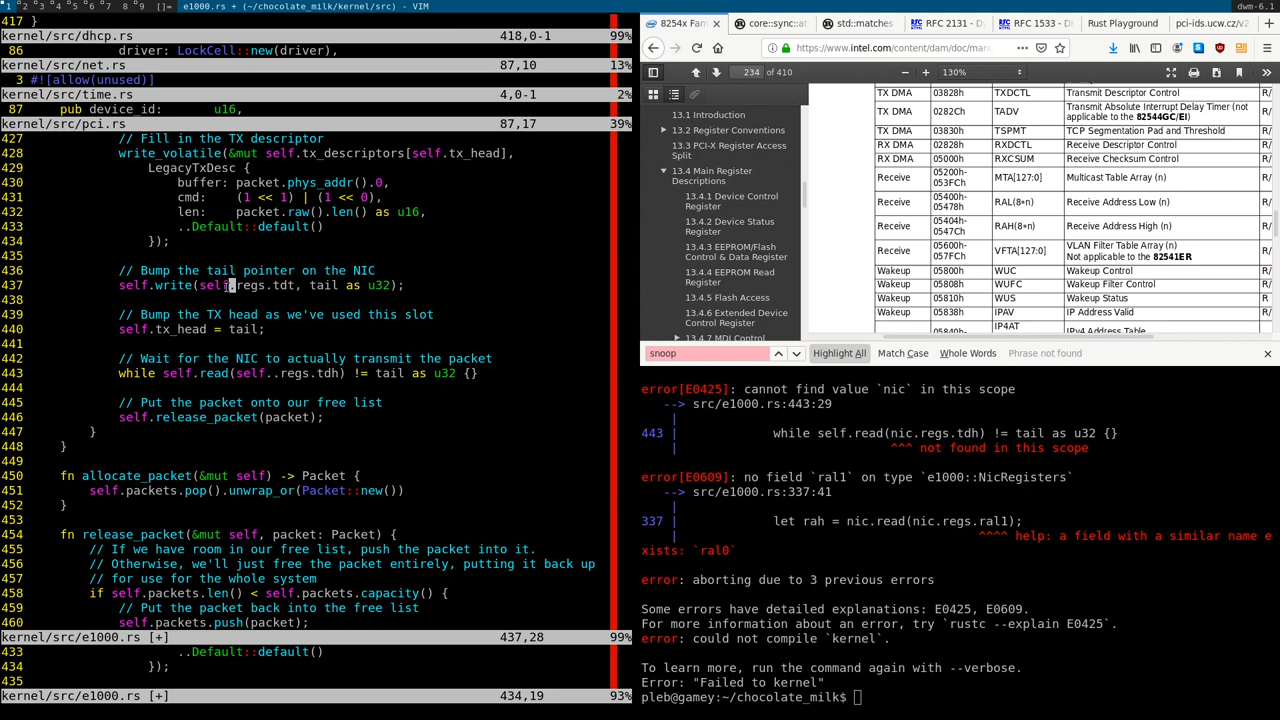 1 2 3 4 5 6 7 8 9 []= e1000.rs + (~/chocolate_milk/kernel/src) - VIM
dwm-6.1
417 }
kernel/src/dhcp.rs 418,0-1 99%
86 driver: LockCell::new(driver),
kernel/src/net.rs 87,10 13%
3 #![allow(unused)]
kernel/src/time.rs 4,0-1 2%
87 pub device_id: u16,
kernel/src/pci.rs 87,17 39%
427 // Fill in the TX descriptor
428 write_volatile(&mut self.tx_descriptors[self.tx_head],
429 LegacyTxDesc {
430 buffer: packet.phys_addr().0,
431 cmd: (1 << 1) | (1 << 0),
432 len: packet.raw().len() as u16,
433 ..Default::default()
434 });
435
436 // Bump the tail pointer on the NIC
437 self.write(self.regs.tdt, tail as u32);
438
439 // Bump the TX head as we've used this slot
440 self.tx_head = tail;
441
442 // Wait for the NIC to actually transmit the packet
443 while self.read(self..regs.tdh) != tail as u32 {}
444
445 // Put the packet onto our free list
446 self.release_packet(packet);
447 }
448 }
449
450 fn allocate_packet(&mut self) -> Packet {
451 self.packets.pop().unwrap_or(Packet::new())
452 }
453
454 fn release_packet(&mut self, packet: Packet) {
455 // If we have room in our free list, push the packet into it.
456 // Otherwise, we'll just free the packet entirely, putting it back up
457 // for use for the whole system
458 if self.packets.len() < self.packets.capacity() {
459 // Put the packet back into the free list
460 self.packets.push(packet);
kernel/src/e1000.rs [+] 437,28 99%
433 ..Default::default()
434 });
435
kernel/src/e1000.rs [+] 434,19 93%
8254x Fam
core::sync::at
std::matches
RFC 2131 - Dy
RFC 1533 - D
Rust Playground
pci-ids.ucw.cz/v2.
https://www.intel.com/content/dam/doc/man
234 of 410
130%
13.1 Introduction
13.2 Register Conventions
13.3 PCI-X Register Access
Split
13.4 Main Register
Descriptions
13.4.1 Device Control
Register
13.4.2 Device Status
Register
13.4.3 EEPROM/Flash
Control & Data Register
13.4.4 EEPROM Read
Register
13.4.5 Flash Access
13.4.6 Extended Device
Control Register
13.4.7 MDI Control
TX DMA 03828h TXDCTL Transmit Descriptor Control R/
TX DMA 0282Ch TADV Transmit Absolute Interrupt Delay Timer (not
applicable to the 82544GC/EI) R/
TX DMA 03830h TSPMT TCP Segmentation Pad and Threshold R/
RX DMA 02828h RXDCTL Receive Descriptor Control R/
RX DMA 05000h RXCSUM Receive Checksum Control R/
Receive 05200h-
053FCh MTA[127:0] Multicast Table Array (n) R/
Receive 05400h-
05478h RAL(8*n) Receive Address Low (n) R/
Receive 05404h-
0547Ch RAH(8*n) Receive Address High (n) R/
Receive 05600h-
057FCh VFTA[127:0] VLAN Filter Table Array (n)
Not applicable to the 82541ER R/
Wakeup 05800h WUC Wakeup Control R/
Wakeup 05808h WUFC Wakeup Filter Control R/
Wakeup 05810h WUS Wakeup Status R
Wakeup 05838h IPAV IP Address Valid R/
05840h- IP4AT IPv4 Address Table
snoop
Highlight All
Match Case
Whole Words
Phrase not found
error[E0425]: cannot find value `nic` in this scope
--> src/e1000.rs:443:29
|
443 | while self.read(nic.regs.tdh) != tail as u32 {}
| ^^^ not found in this scope
error[E0609]: no field `ral1` on type `e1000::NicRegisters`
--> src/e1000.rs:337:41
|
337 | let rah = nic.read(nic.regs.ral1);
| ^^^^ help: a field with a similar name e
xists: `ral0`
error: aborting due to 3 previous errors
Some errors have detailed explanations: E0425, E0609.
For more information about an error, try `rustc --explain E0425`.
error: could not compile `kernel`.
To learn more, run the command again with --verbose.
Error: "Failed to kernel"
pleb@gamey:~/chocolate_milk$